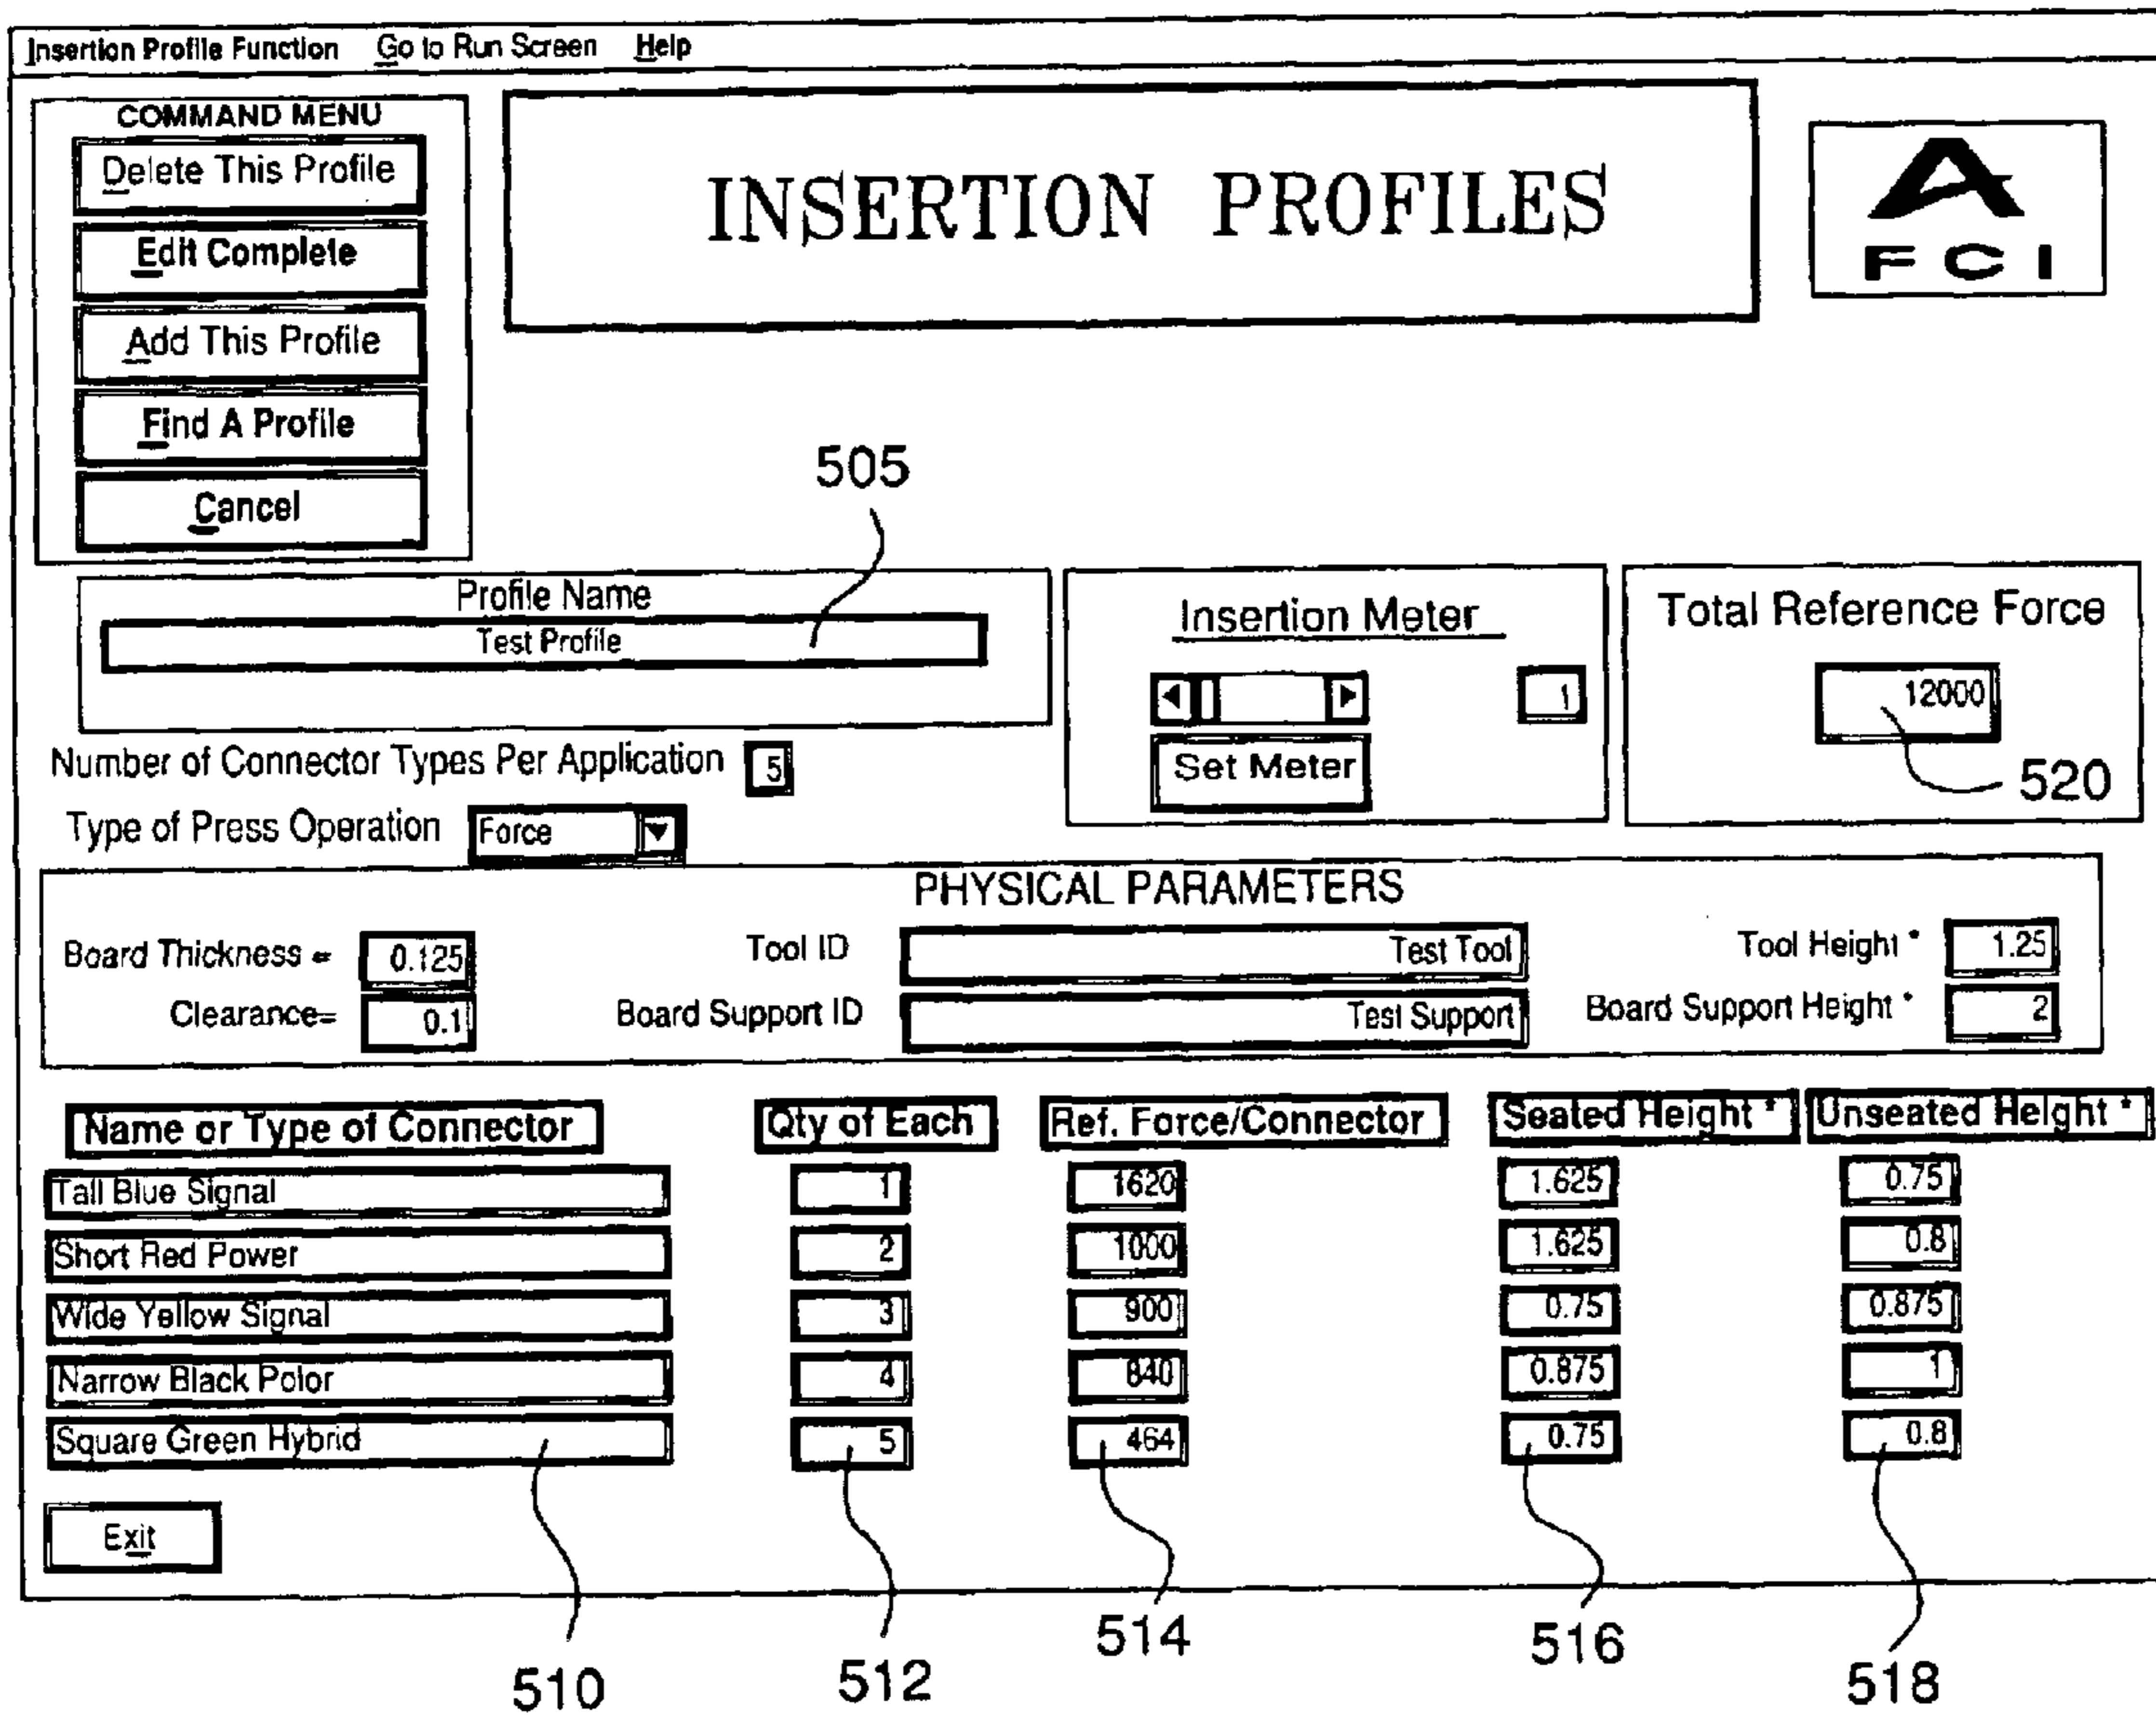 Insertion Profile Function Go to Run Screen Help
COMMAND MENU
Delete This Profile
Edit Complete
Add This Profile
Find A Profile
Cancel
INSERTION PROFILES
A
FCI
505
Profile Name
Test Profile
Insertion Meter
1
Set Meter
Total Reference Force
12000
520
Number of Connector Types Per Application 5
Type of Press Operation Force
PHYSICAL PARAMETERS
Board Thickness = 0.125 Tool ID Test Tool Tool Height * 1.25
Clearance= 0.1 Board Support ID Test Support Board Support Height * 2
Name or Type of Connector Qty of Each Ref. Force/Connector Seated Height * Unseated Height *
Tall Blue Signal 1 1620 1.625 0.75
Short Red Power 2 1000 1.625 0.8
Wide Yellow Signal 3 900 0.75 0.875
Narrow Black Polor 4 840 0.875 1
Square Green Hybrid 5 464 0.75 0.8
Exit
510 512 514 516 518